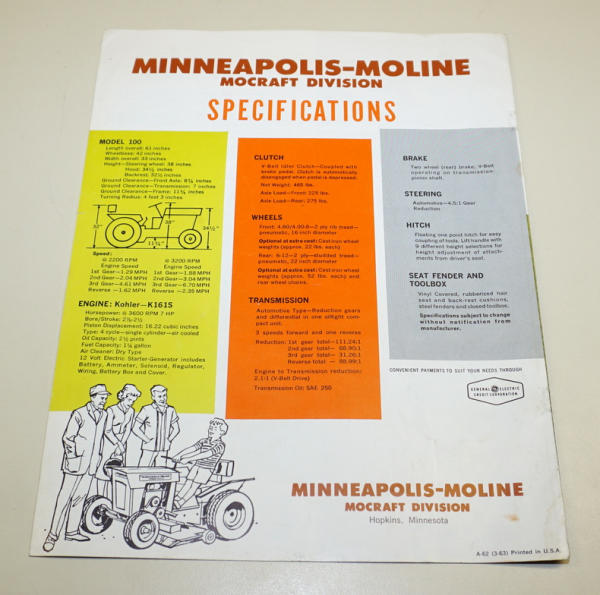 MINNEAPOLIS-MOLINE
MOCRAFT DIVISION
SPECIFICATIONS
MODEL 100
Length overall: 61 inches
Wheelbase: 42 inches
Width overall: 33 inches
Height—Steering wheel: 38 inches
Hood: 34½ inches
Backrest: 32½ inches
Ground Clearance—Front Axle: 8¾ inches
Ground Clearance—Transmission: 7 inches
Ground Clearance—Frame: 11¾ inches
Turning Radius: 4 feet 3 inches
38"
33"
34½"
11¾"
Speed:
@ 2200 RPM
Engine Speed
1st Gear—1.29 MPH
2nd Gear—2.04 MPH
3rd Gear—4.61 MPH
Reverse —1.62 MPH
@ 3200 RPM
Engine Speed
1st Gear—1.88 MPH
2nd Gear—3.04 MPH
3rd Gear—6.70 MPH
Reverse—2.35 MPH
ENGINE: Kohler—K161S
Horsepower: @ 3600 RPM 7 HP
Bore/Stroke: 2⅞-2½
Piston Displacement: 16.22 cubic inches
Type: 4 cycle—single cylinder—air cooled
Oil Capacity: 2½ pints
Fuel Capacity: 1¼ gallon
Air Cleaner: Dry Type
12 Volt Electric Starter-Generator includes
Battery, Ammeter, Solenoid, Regulator,
Wiring, Battery Box and Cover.
CLUTCH
V-Belt Idler Clutch—Coupled with
brake pedal. Clutch is automatically
disengaged when pedal is depressed.
Net Weight: 485 lbs.
Axle Load—Front: 225 lbs.
Axle Load—Rear: 275 lbs.
WHEELS
Front: 4.80/4.00-8—2 ply rib tread—
pneumatic, 16 inch diameter
Optional at extra cost: Cast iron wheel
weights (approx. 22 lbs. each)
Rear: 6-12—2 ply—studded tread—
pneumatic, 22 inch diameter
Optional at extra cost: Cast iron wheel
weights (approx. 52 lbs. each) and
rear wheel chains.
TRANSMISSION
Automotive Type—Reduction gears
and differential in one oiltight com-
pact unit.
3 speeds forward and one reverse
Reduction: 1st gear total—111.24;1
2nd gear total— 68.90;1
3rd gear total— 31.26;1
Reverse total — 88.99;1
Engine to Transmission reduction:
2.1:1 (V-Belt Drive)
Transmission Oil: SAE 250
BRAKE
Two wheel (rear) brake, V-Belt
operating on transmission-
pinion shaft.
STEERING
Automotive—4.5:1 Gear
Reduction
HITCH
Floating one point hitch for easy
coupling of tools. Lift handle with
9 different height selections for
height adjustment of attach-
ments from driver's seat.
SEAT FENDER AND
TOOLBOX
Vinyl Covered, rubberized hair
seat and back-rest cushions,
steel fenders and closed toolbox.
Specifications subject to change
without notification from
manufacturer.
CONVENIENT PAYMENTS TO SUIT YOUR NEEDS THROUGH
GENERAL ELECTRIC
CREDIT CORPORATION
MINNEAPOLIS-MOLINE
MOCRAFT DIVISION
Hopkins, Minnesota
A-62 (3-63) Printed in U.S.A.